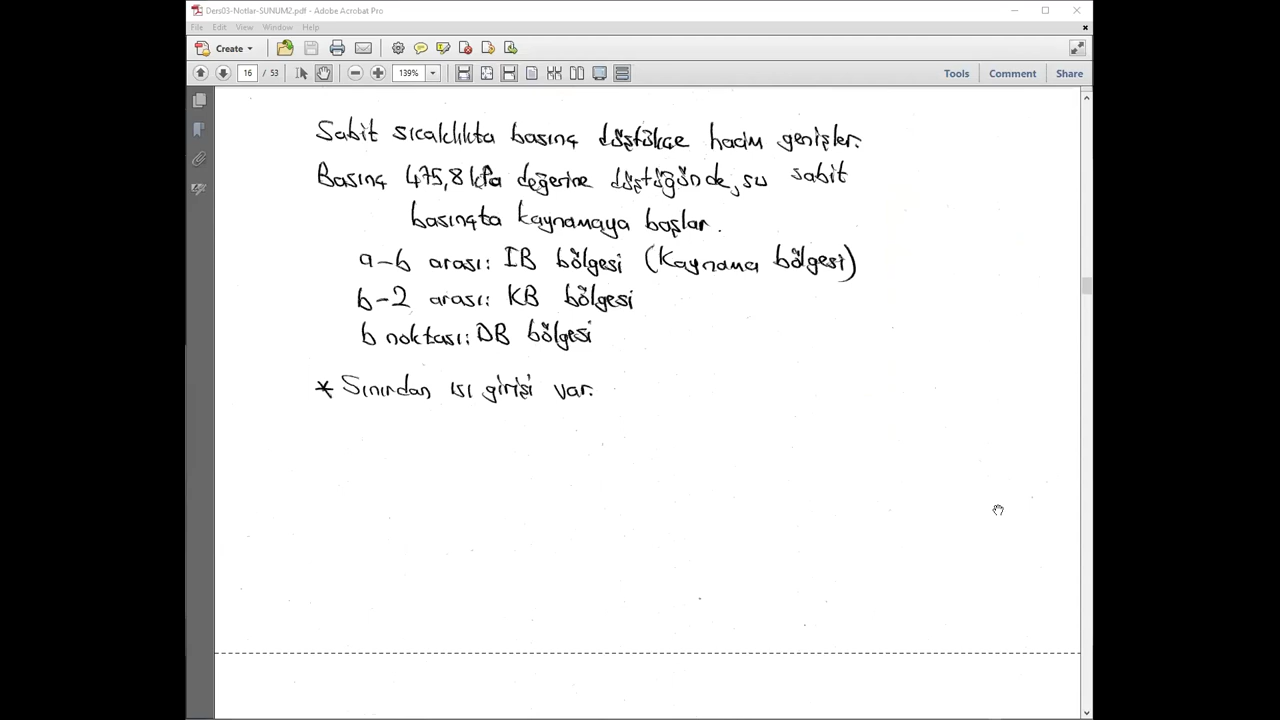 Ders03-Notlar-SUNUM2.pdf - Adobe Acrobat Pro
File Edit View Window Help
Create
16 / 53 139% Tools Comment Share
Sabit sıcaklıkta basınç düştükçe hacim genişler.
Basınç 475,8 kPa değerine düştüğünde, su sabit
basınçta kaynamaya başlar.
a-b arası: IB bölgesi (Kaynama bölgesi)
b-2 arası: KB bölgesi
b noktası: DB bölgesi
* Sınırdan ısı girişi var.